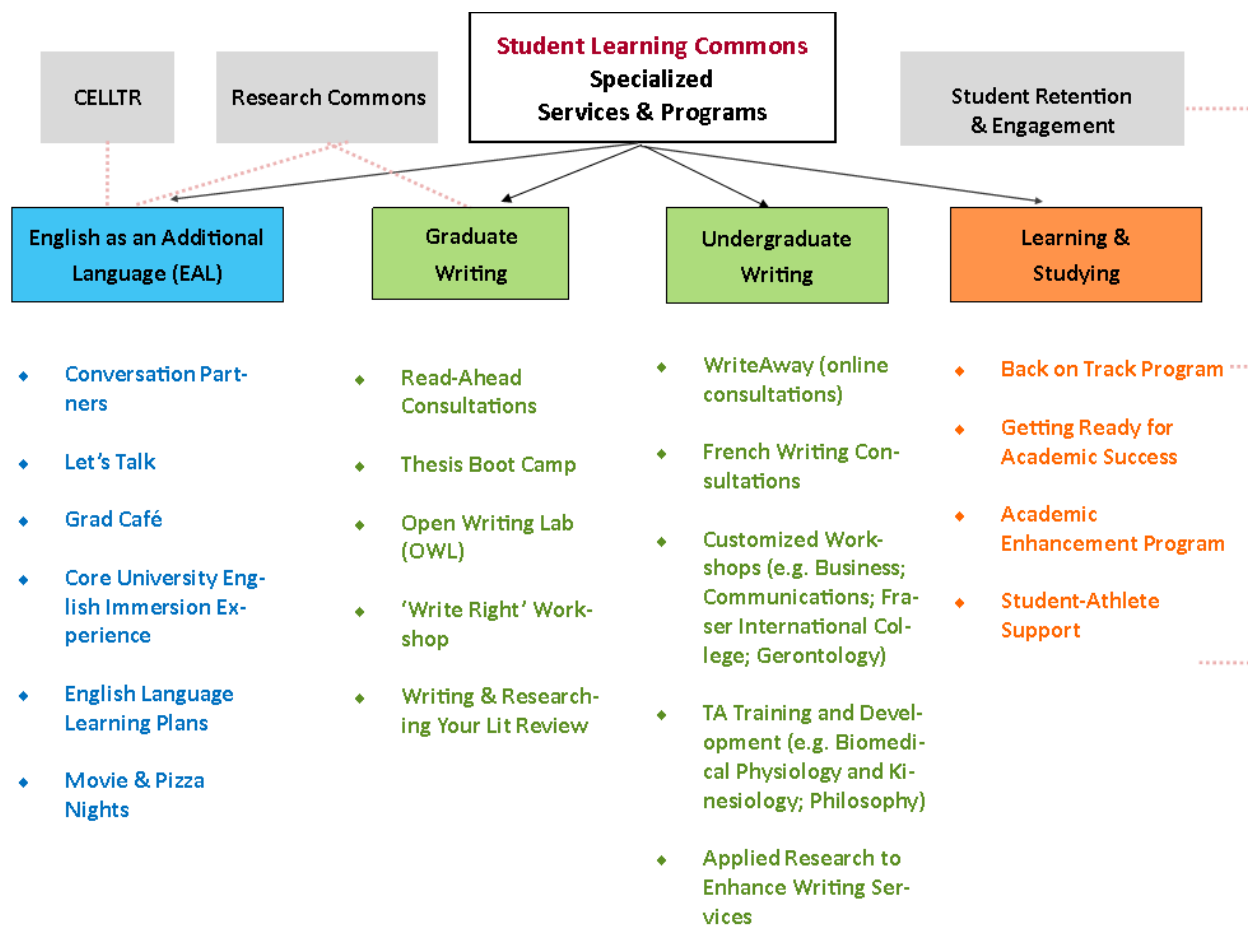 Student Learning Commons
Specialized
Services & Programs
CELLTR
Research Commons
Student Retention
& Engagement
English as an Additional
Language (EAL)
Graduate
Writing
Undergraduate
Writing
Learning &
Studying
Conversation Part-
ners
Let's Talk
Grad Café
Core University Eng-
lish Immersion Ex-
perience
English Language
Learning Plans
Movie & Pizza
Nights
Read-Ahead
Consultations
Thesis Boot Camp
Open Writing Lab
(OWL)
‘Write Right’ Work-
shop
Writing & Research-
ing Your Lit Review
WriteAway (online
consultations)
French Writing Con-
sultations
Customized Work-
shops (e.g. Business;
Communications; Fra-
ser International Col-
lege; Gerontology)
TA Training and Devel-
opment (e.g. Biomedi-
cal Physiology and Ki-
nesiology; Philosophy)
Applied Research to
Enhance Writing Ser-
vices
Back on Track Program
Getting Ready for
Academic Success
Academic
Enhancement Program
Student-Athlete
Support